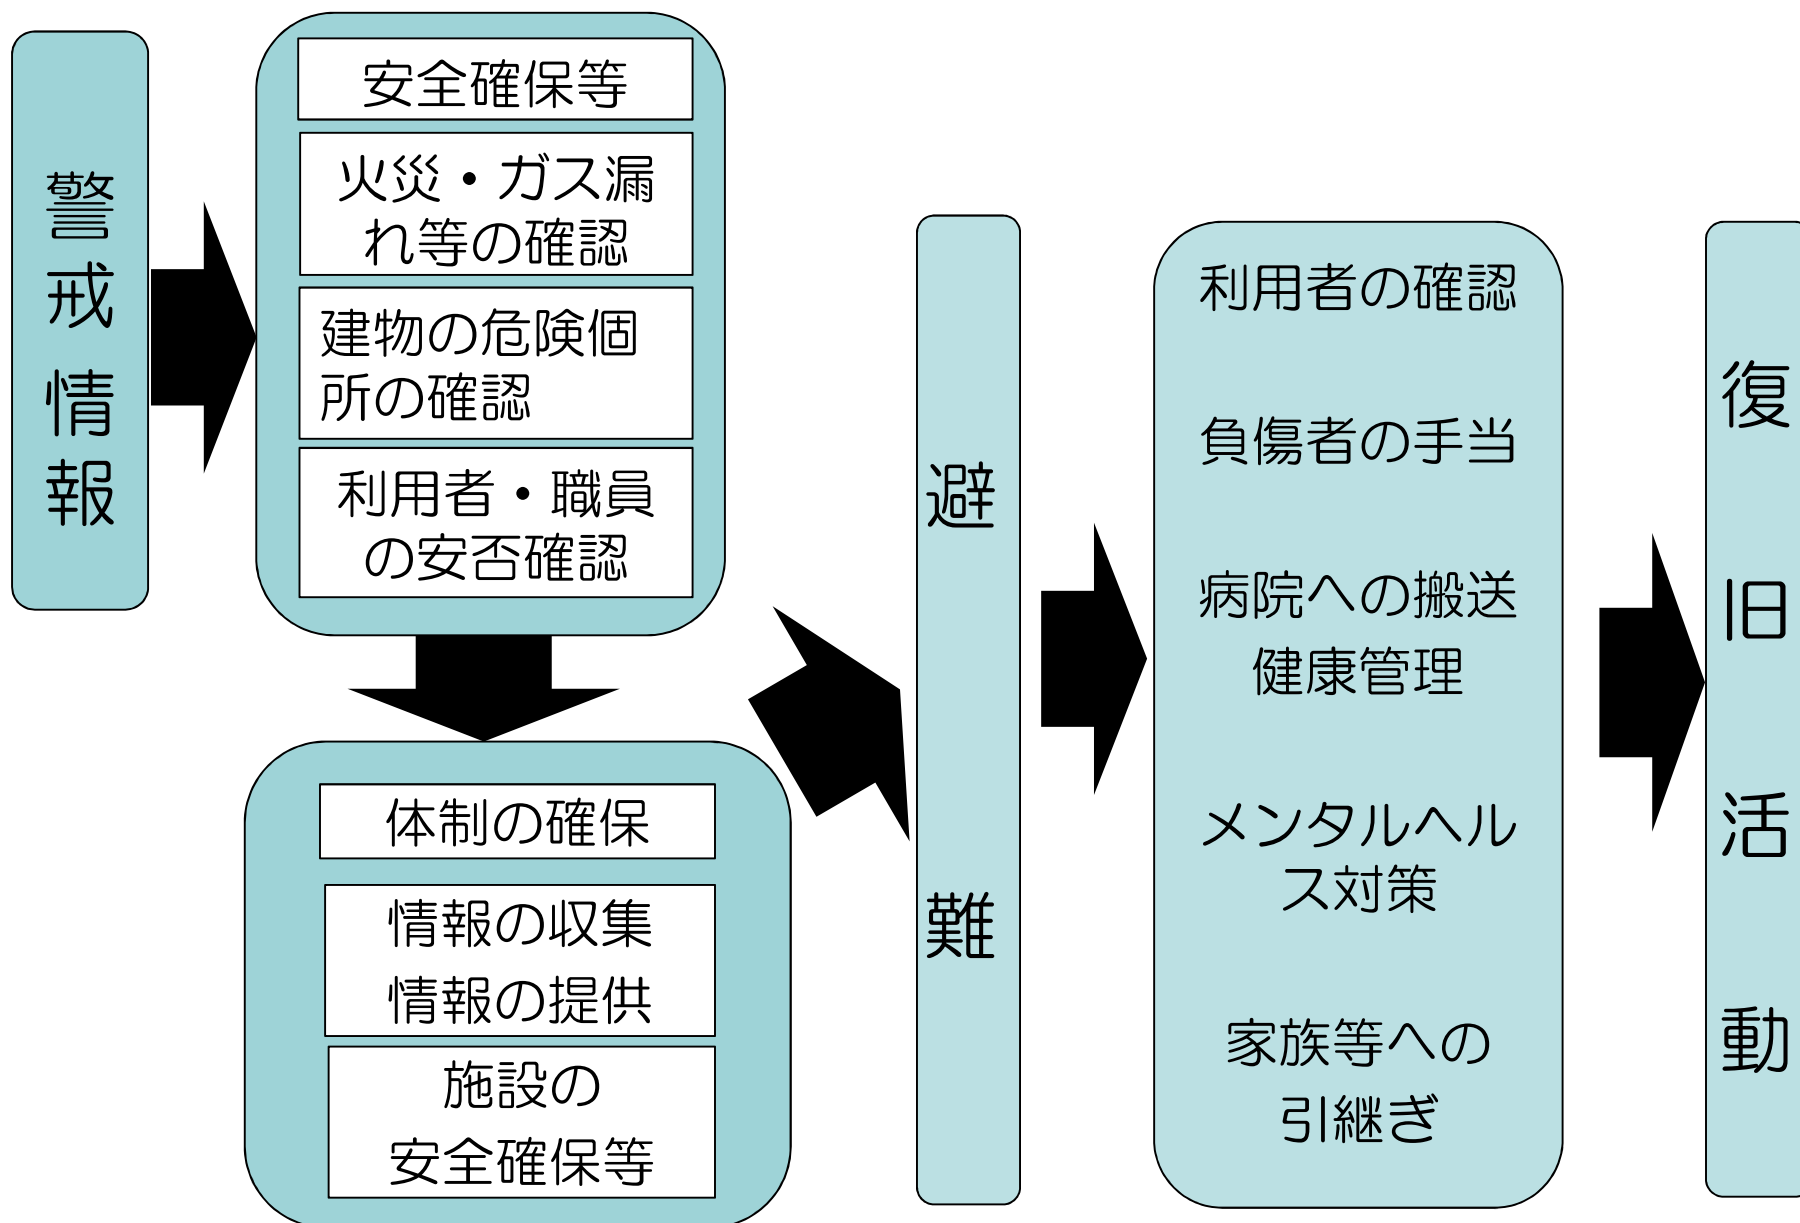 警戒情報
安全確保等
火災・ガス漏
れ等の確認
建物の危険個
所の確認
利用者・職員
の安否確認
体制の確保
情報の収集
情報の提供
施設の
安全確保等
避難
利用者の確認
負傷者の手当
病院への搬送
健康管理
メンタルヘル
ス対策
家族等への
引継ぎ
復旧活動